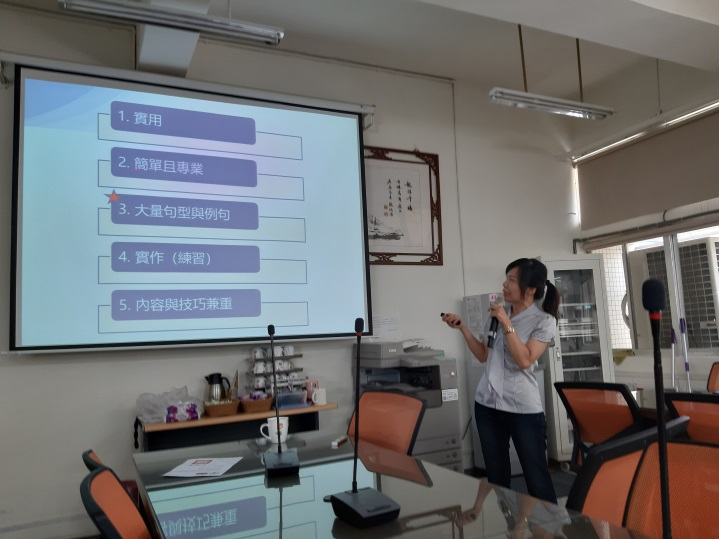 1. 實用
2. 簡單且專業
3. 大量句型與例句
4. 實作（練習）
5. 內容與技巧兼重